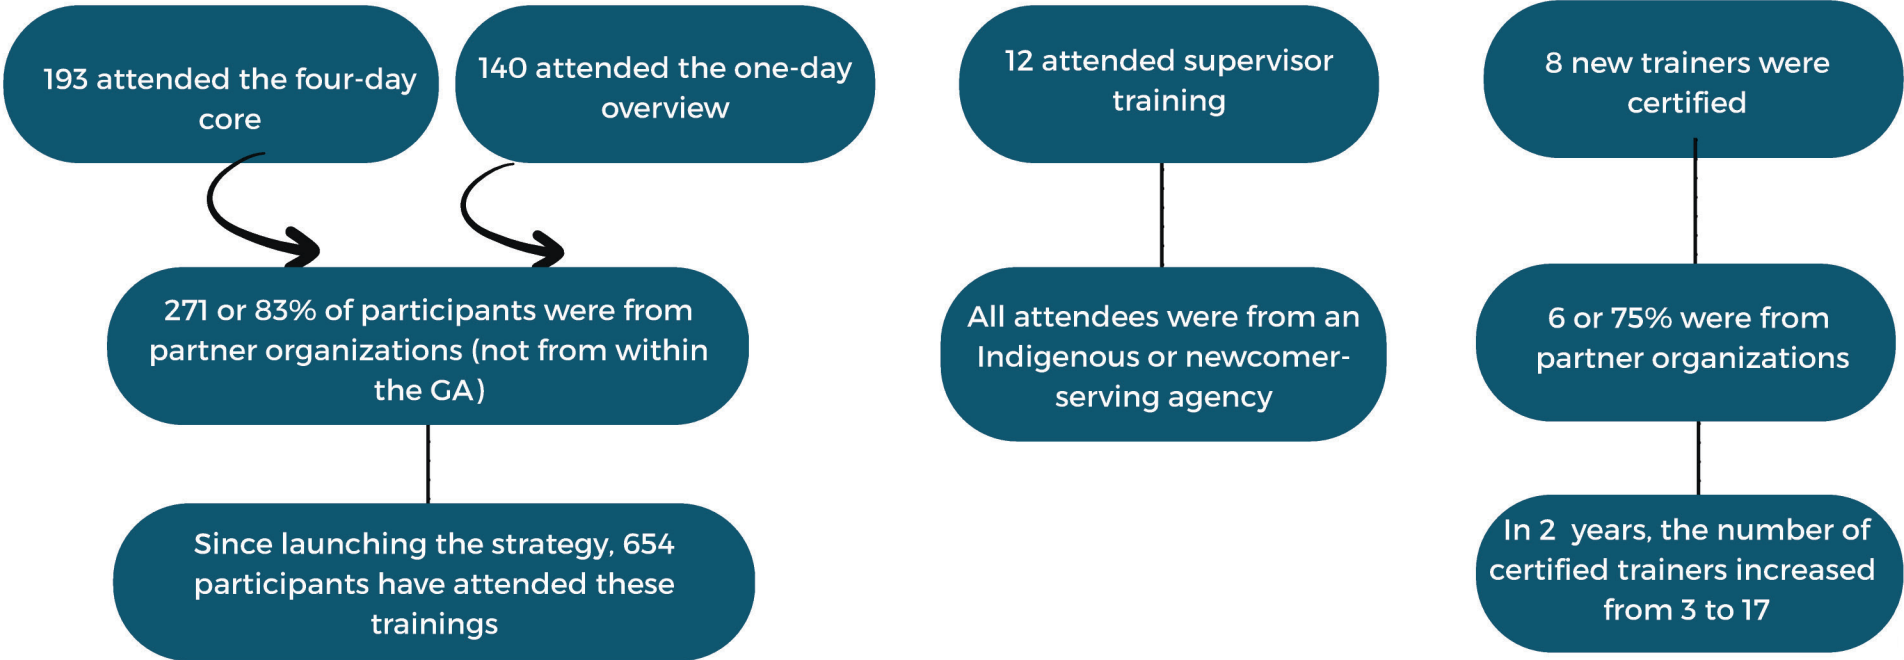 193 attended the four-day
core
140 attended the one-day
overview
271 or 83% of participants were from
partner organizations (not from within
the GA)
Since launching the strategy, 654
participants have attended these
trainings
12 attended supervisor
training
All attendees were from an
Indigenous or newcomer-
serving agency
8 new trainers were
certified
6 or 75% were from
partner organizations
In 2 years, the number of
certified trainers increased
from 3 to 17